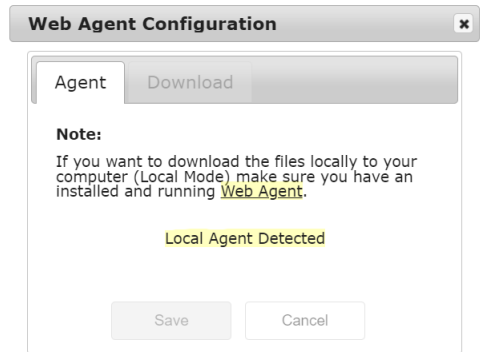 Web Agent Configuration
Agent
Download
Note:
If you want to download the files locally to your
computer (Local Mode) make sure you have an
installed and running Web Agent.
Local Agent Detected
Save
Cancel